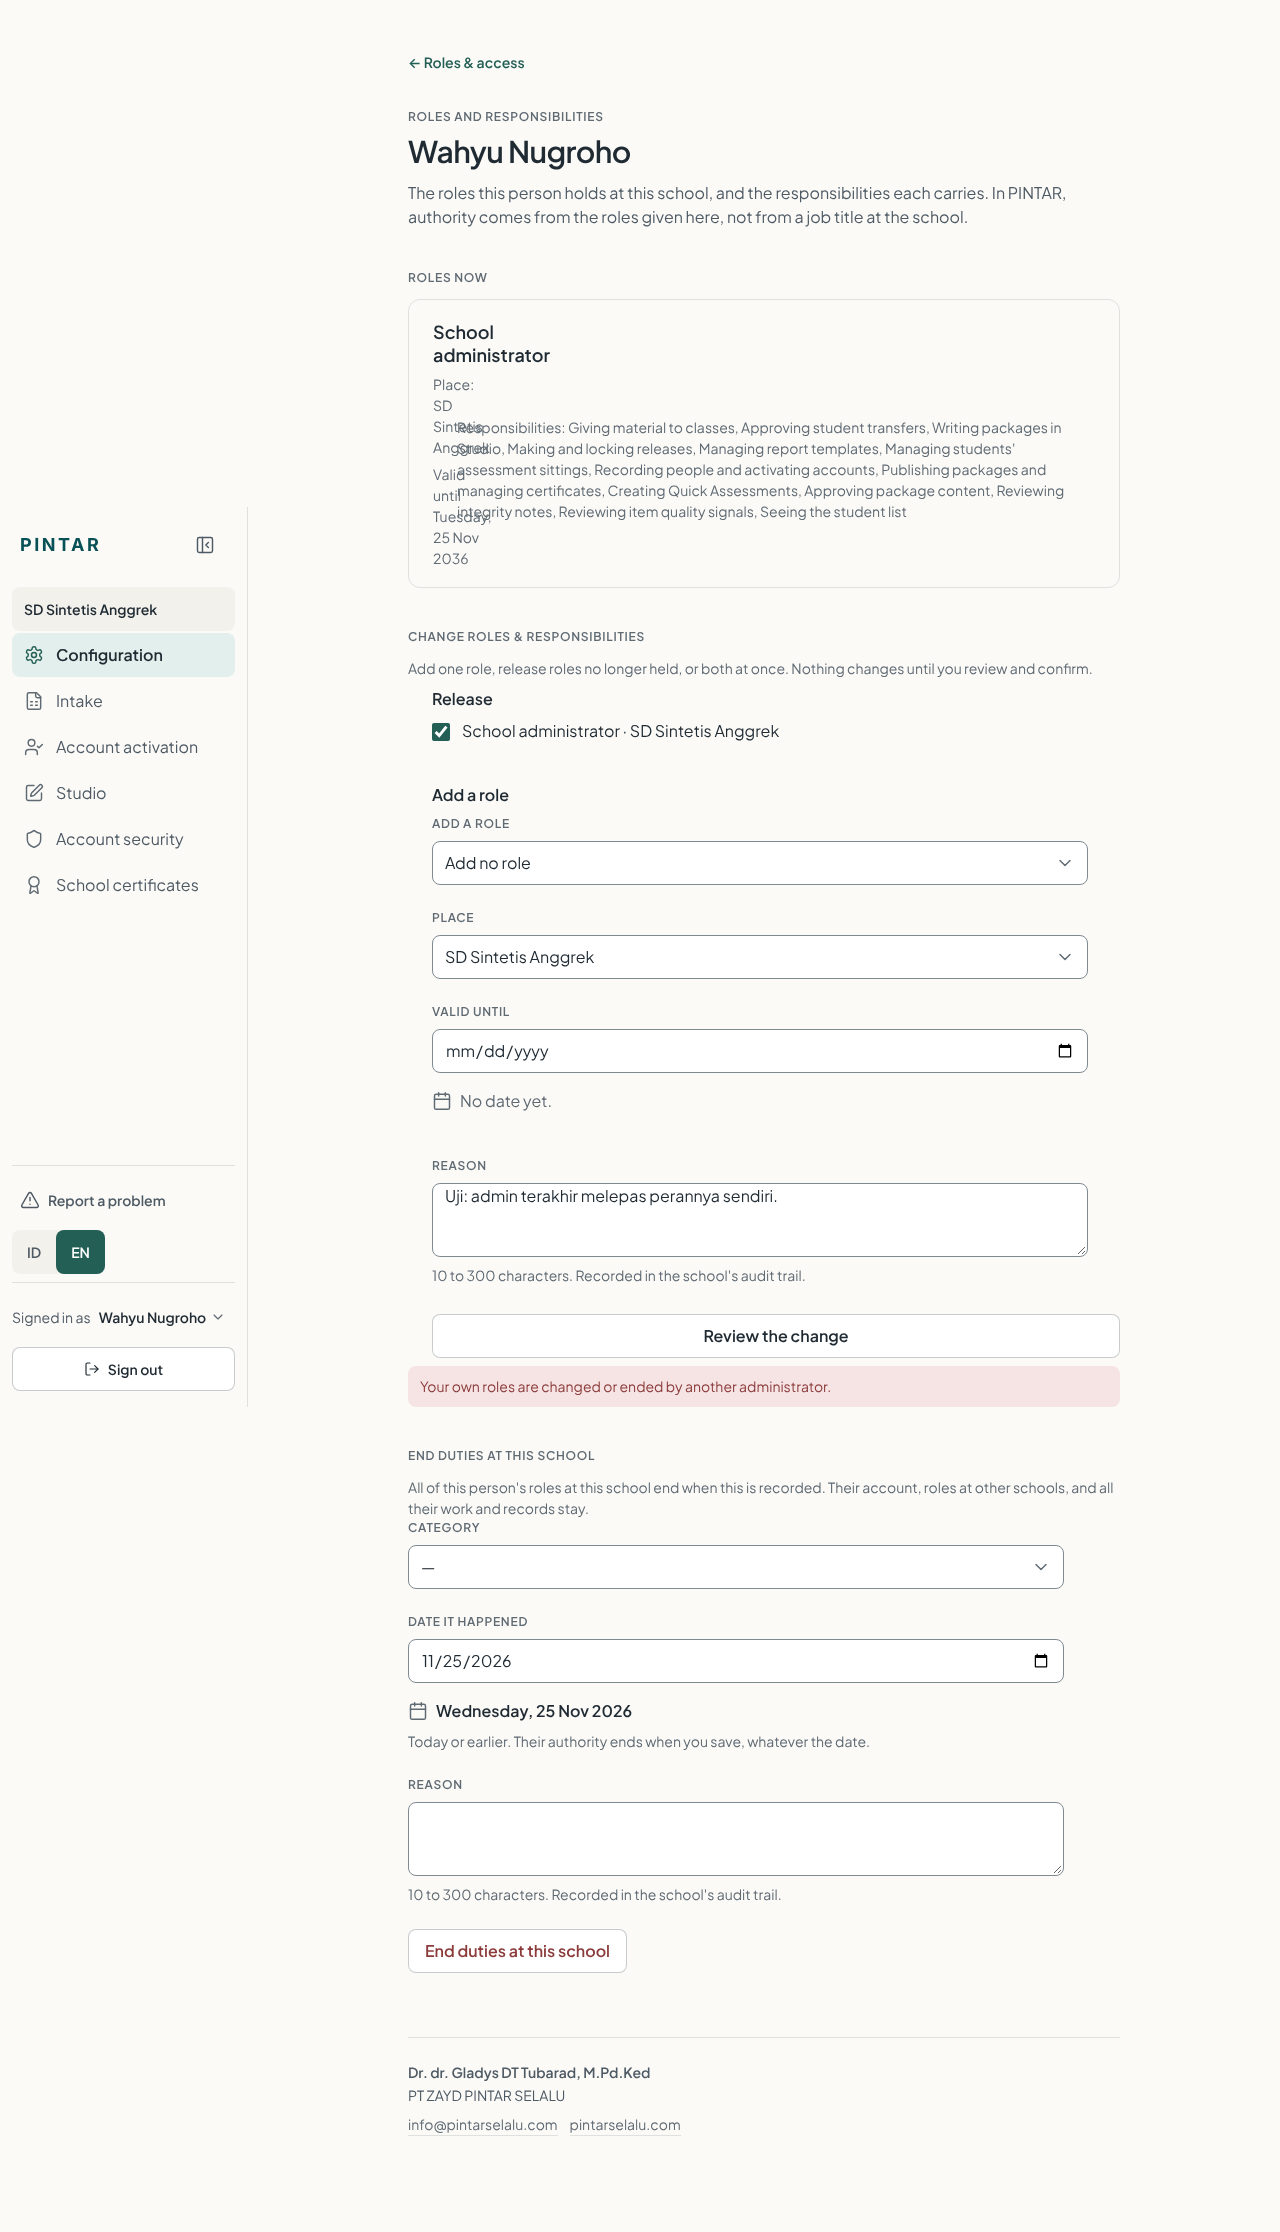 ← Roles & access
ROLES AND RESPONSIBILITIES
Wahyu Nugroho
The roles this person holds at this school, and the responsibilities each carries. In PINTAR,
authority comes from the roles given here, not from a job title at the school.
ROLES NOW
School
administrator
Place:
SD
Sintetis
Anggrek
Valid
until
Tuesday,
25 Nov
2036
Responsibilities: Giving material to classes, Approving student transfers, Writing packages in
Studio, Making and locking releases, Managing report templates, Managing students'
assessment sittings, Recording people and activating accounts, Publishing packages and
managing certificates, Creating Quick Assessments, Approving package content, Reviewing
integrity notes, Reviewing item quality signals, Seeing the student list
PINTAR
SD Sintetis Anggrek
Configuration
Intake
Account activation
Studio
Account security
School certificates
Report a problem
ID EN
Signed in as Wahyu Nugroho
Sign out
CHANGE ROLES & RESPONSIBILITIES
Add one role, release roles no longer held, or both at once. Nothing changes until you review and confirm.
Release
School administrator · SD Sintetis Anggrek
Add a role
ADD A ROLE
Add no role
PLACE
SD Sintetis Anggrek
VALID UNTIL
mm/dd/yyyy
No date yet.
REASON
Uji: admin terakhir melepas perannya sendiri.
10 to 300 characters. Recorded in the school's audit trail.
Review the change
Your own roles are changed or ended by another administrator.
END DUTIES AT THIS SCHOOL
All of this person's roles at this school end when this is recorded. Their account, roles at other schools, and all
their work and records stay.
CATEGORY
—
DATE IT HAPPENED
11/25/2026
Wednesday, 25 Nov 2026
Today or earlier. Their authority ends when you save, whatever the date.
REASON
10 to 300 characters. Recorded in the school's audit trail.
End duties at this school
Dr. dr. Gladys DT Tubarad, M.Pd.Ked
PT ZAYD PINTAR SELALU
info@pintarselalu.com pintarselalu.com